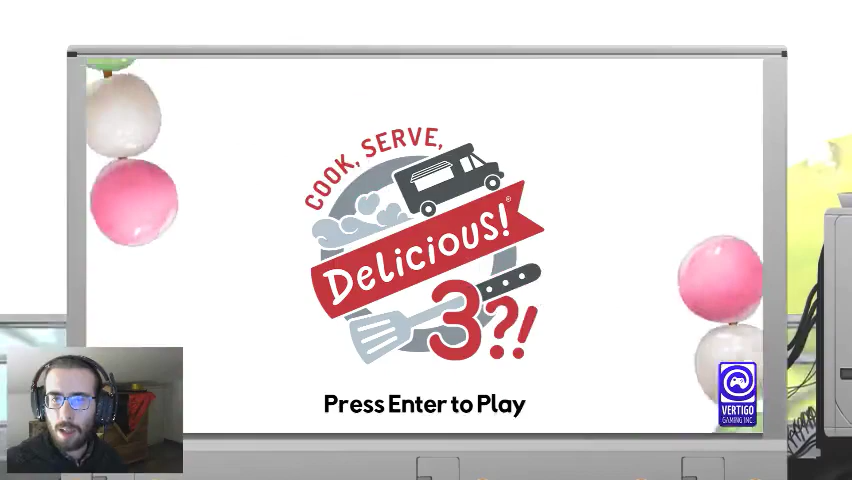 COOK, SERVE,
Delicious!®
3?!
Press Enter to Play
VERTIGO
GAMING INC.